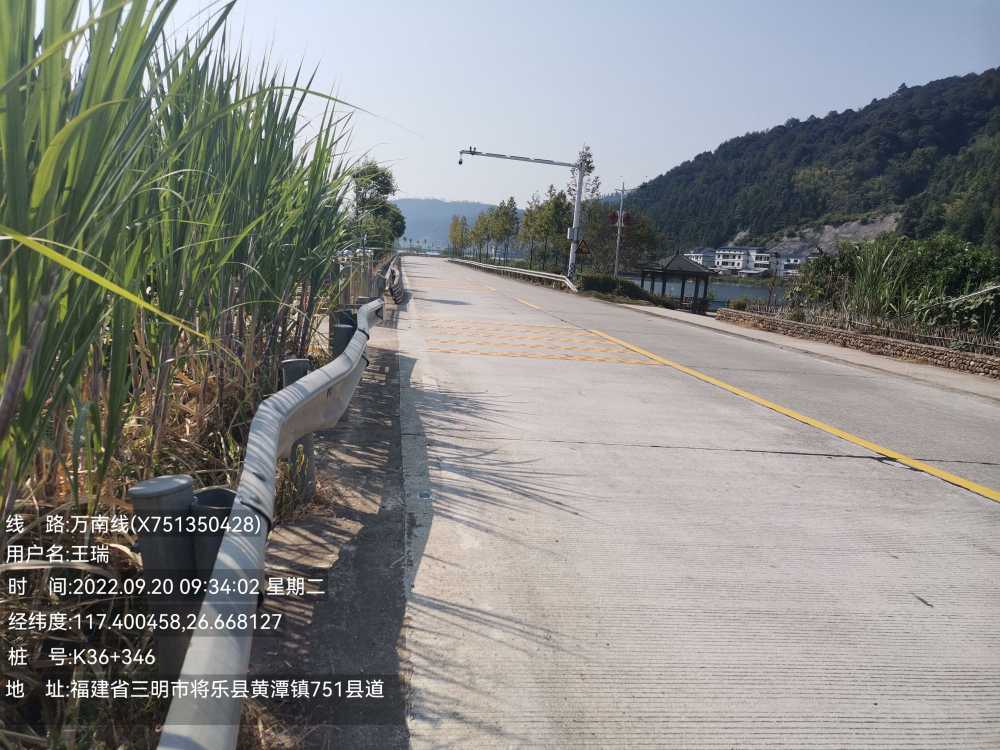 线 路:万南线(X751350428)
用户名:王瑞
时 间:2022.09.20 09:34:02 星期二
经纬度:117.400458,26.668127
桩 号:K36+346
地 址:福建省三明市将乐县黄潭镇751县道